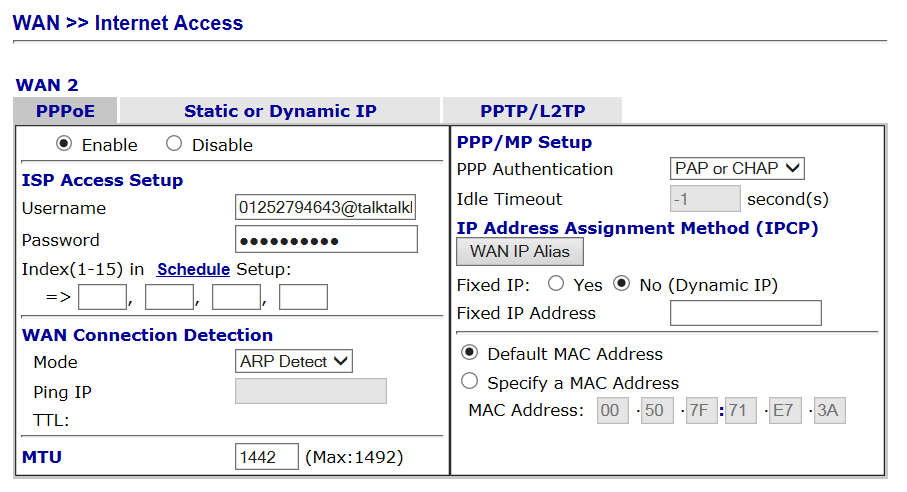 WAN >> Internet Access
WAN 2
PPPoE Static or Dynamic IP PPTP/L2TP
Enable Disable
ISP Access Setup
Username 01252794643@talktalk
Password ●●●●●●●●●●
Index(1-15) in Schedule Setup:
=> , , ,
WAN Connection Detection
Mode ARP Detect
Ping IP
TTL:
MTU 1442 (Max:1492)
PPP/MP Setup
PPP Authentication PAP or CHAP
Idle Timeout -1 second(s)
IP Address Assignment Method (IPCP)
WAN IP Alias
Fixed IP: Yes No (Dynamic IP)
Fixed IP Address
Default MAC Address
Specify a MAC Address
MAC Address: 00 ·50 ·7F :71 ·E7 ·3A